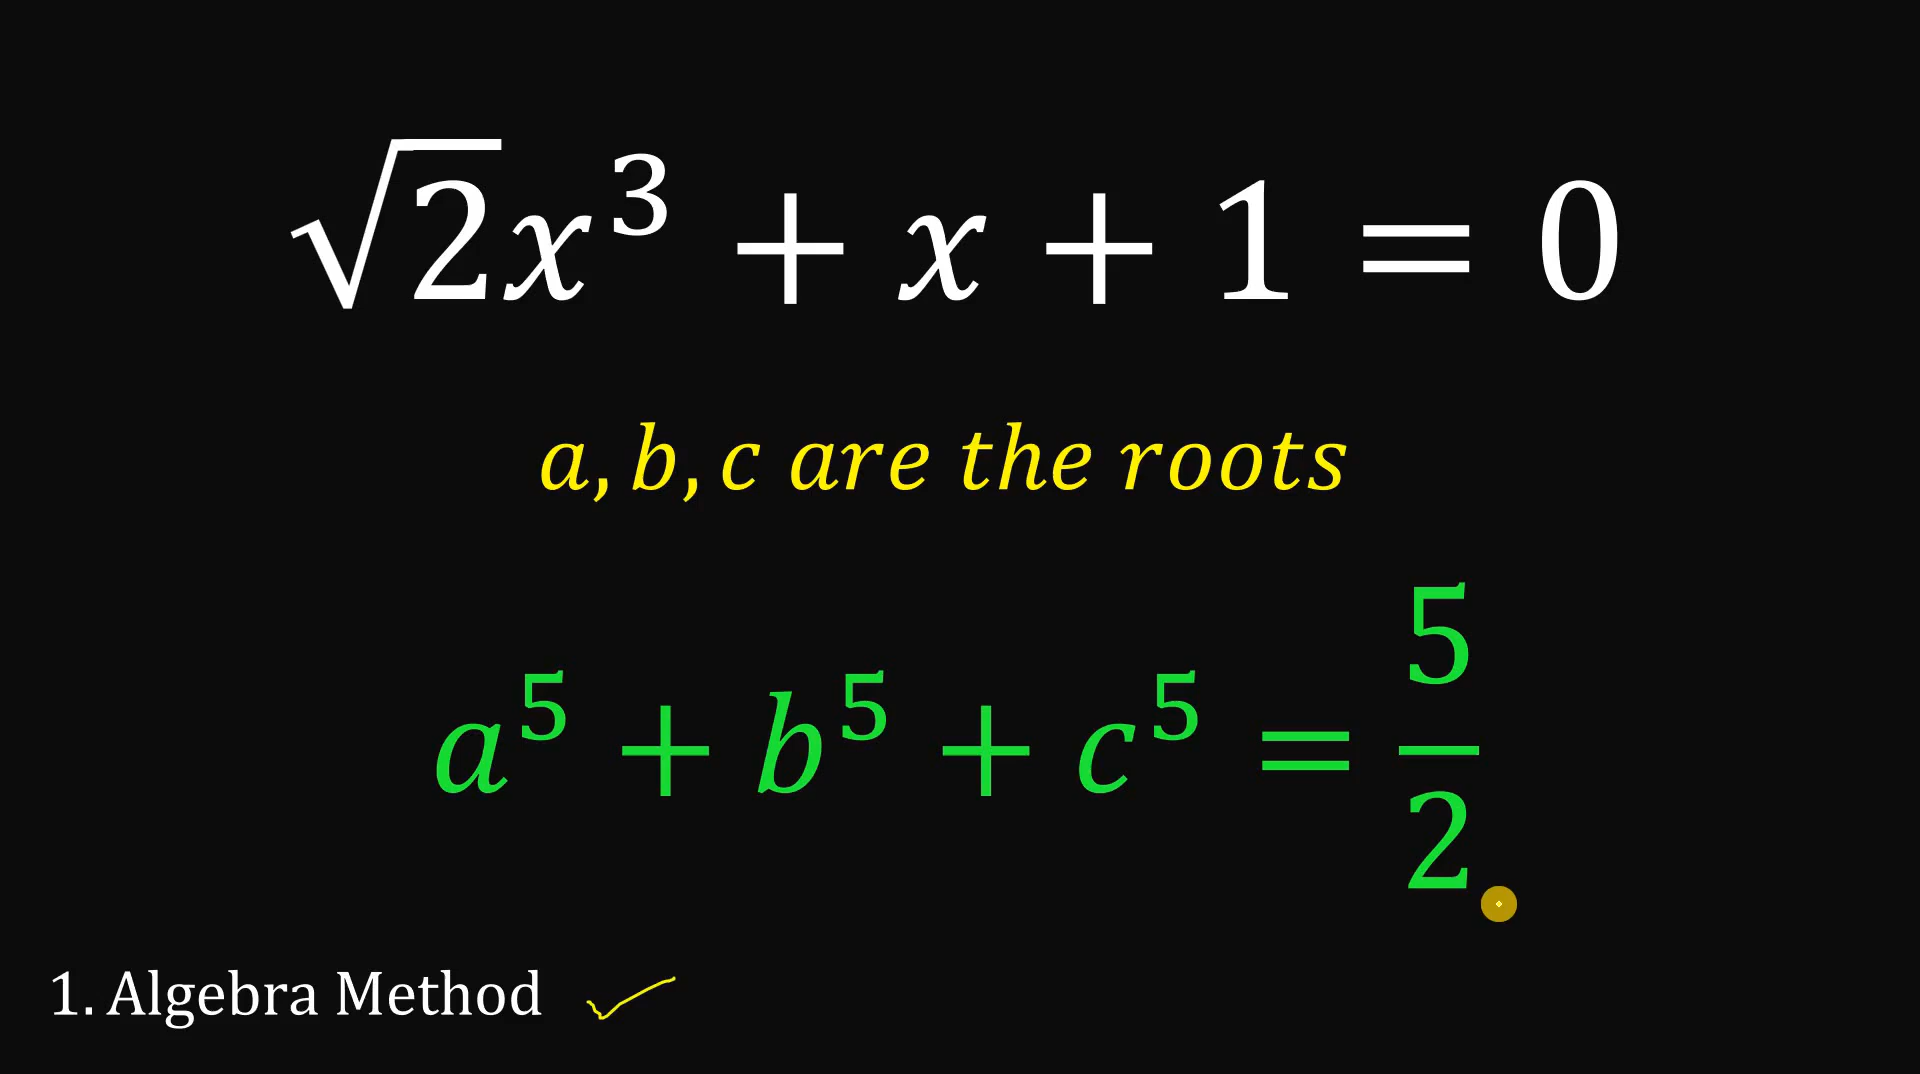 √2x³ + x + 1 = 0
a, b, c are the roots
a⁵ + b⁵ + c⁵ = 5/2
1. Algebra Method